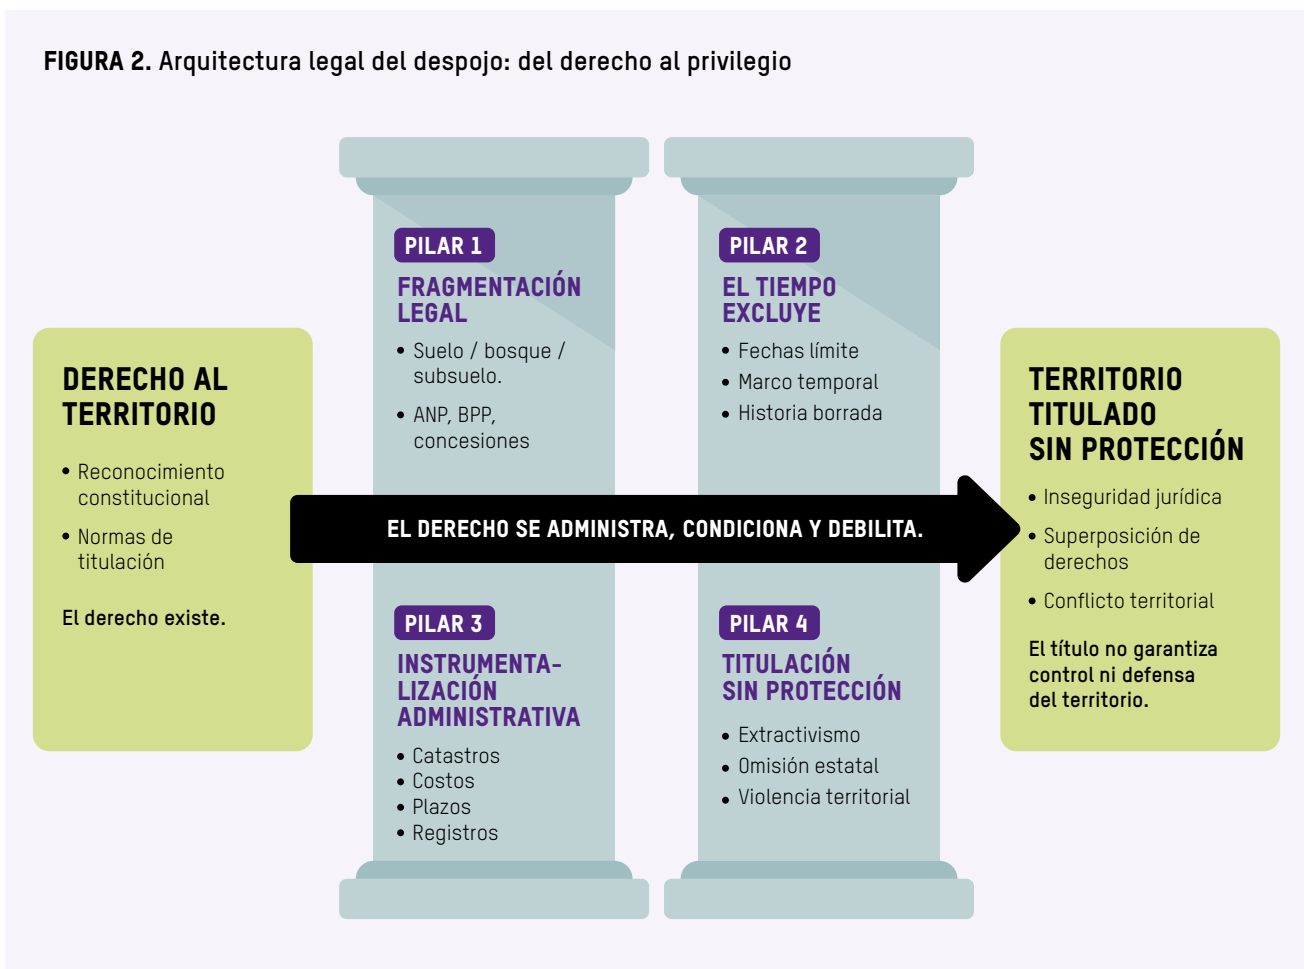 FIGURA 2. Arquitectura legal del despojo: del derecho al privilegio
DERECHO AL
TERRITORIO
• Reconocimiento
constitucional
• Normas de
titulación
El derecho existe.
PILAR 1
FRAGMENTACIÓN
LEGAL
• Suelo / bosque /
subsuelo.
• ANP, BPP,
concesiones
PILAR 2
EL TIEMPO
EXCLUYE
• Fechas límite
• Marco temporal
• Historia borrada
EL DERECHO SE ADMINISTRA, CONDICIONA Y DEBILITA.
PILAR 3
INSTRUMENTA-
LIZACIÓN
ADMINISTRATIVA
• Catastros
• Costos
• Plazos
• Registros
PILAR 4
TITULACIÓN
SIN PROTECCIÓN
• Extractivismo
• Omisión estatal
• Violencia territorial
TERRITORIO
TITULADO
SIN PROTECCIÓN
• Inseguridad jurídica
• Superposición de
derechos
• Conflicto territorial
El título no garantiza
control ni defensa
del territorio.